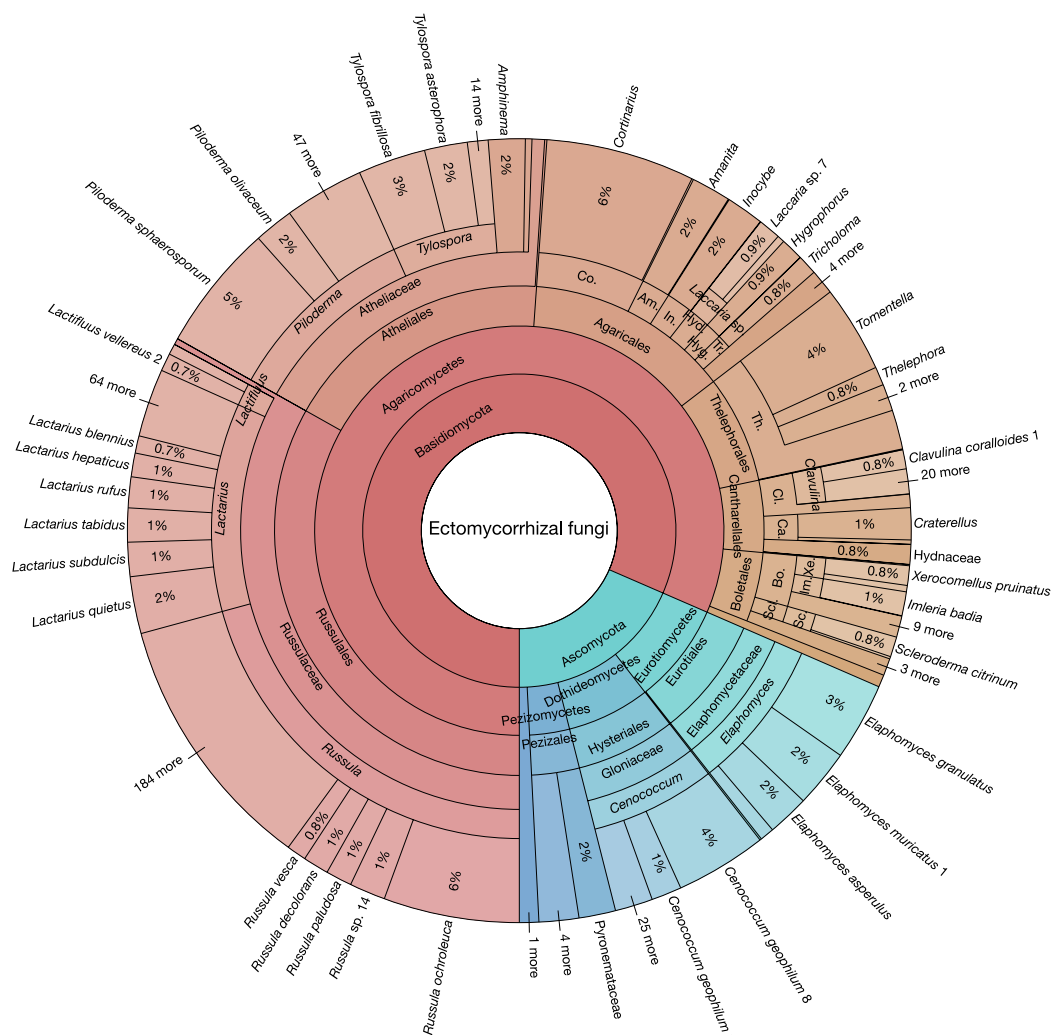 Ectomycorrhizal fungi
Basidiomycota
Agaricomycetes
Agaricales
Co.
Cortinarius
6%
Am.
Amanita
2%
In.
Inocybe
2%
Hyd.
Laccaria sp.
Laccaria sp. 7
0.9%
Hyg.
Hygrophorus
0.9%
Tr.
Tricholoma
0.8%
4 more
Thelephorales
Th.
Tomentella
4%
Thelephora
0.8%
2 more
Cantharellales
Cl.
Clavulina
Clavulina coralloides 1
0.8%
20 more
Ca.
Craterellus
1%
Hydnaceae
0.8%
Boletales
Bo.
Xe.
Xerocomellus pruinatus
0.8%
Im.
Imleria badia
1%
9 more
Scl.
Sc.
Scleroderma citrinum
0.8%
3 more
Ascomycota
Eurotiomycetes
Eurotiales
Elaphomycetaceae
Elaphomyces
Elaphomyces granulatus
3%
Elaphomyces muricatus 1
2%
Elaphomyces asperulus
2%
Dothideomycetes
Hysteriales
Gloniaceae
Cenococcum
Cenococcum geophilum 8
4%
Cenococcum geophilum
1%
25 more
Pezizomycetes
Pezizales
Pyronemataceae
2%
4 more
1 more
Russulales
Russulaceae
Russula
Russula ochroleuca
6%
Russula sp. 14
1%
Russula paludosa
1%
Russula decolorans
1%
Russula vesca
0.8%
184 more
Lactarius
Lactarius quietus
2%
Lactarius subdulcis
1%
Lactarius tabidus
1%
Lactarius rufus
1%
Lactarius hepaticus
1%
Lactarius blennius
0.7%
64 more
Lactifluus
Lactifluus vellereus 2
0.7%
Atheliales
Atheliaceae
Piloderma
Piloderma sphaerosporum
5%
Piloderma olivaceum
2%
47 more
Tylospora
Tylospora fibrillosa
3%
Tylospora asterophora
2%
14 more
Amphinema
2%